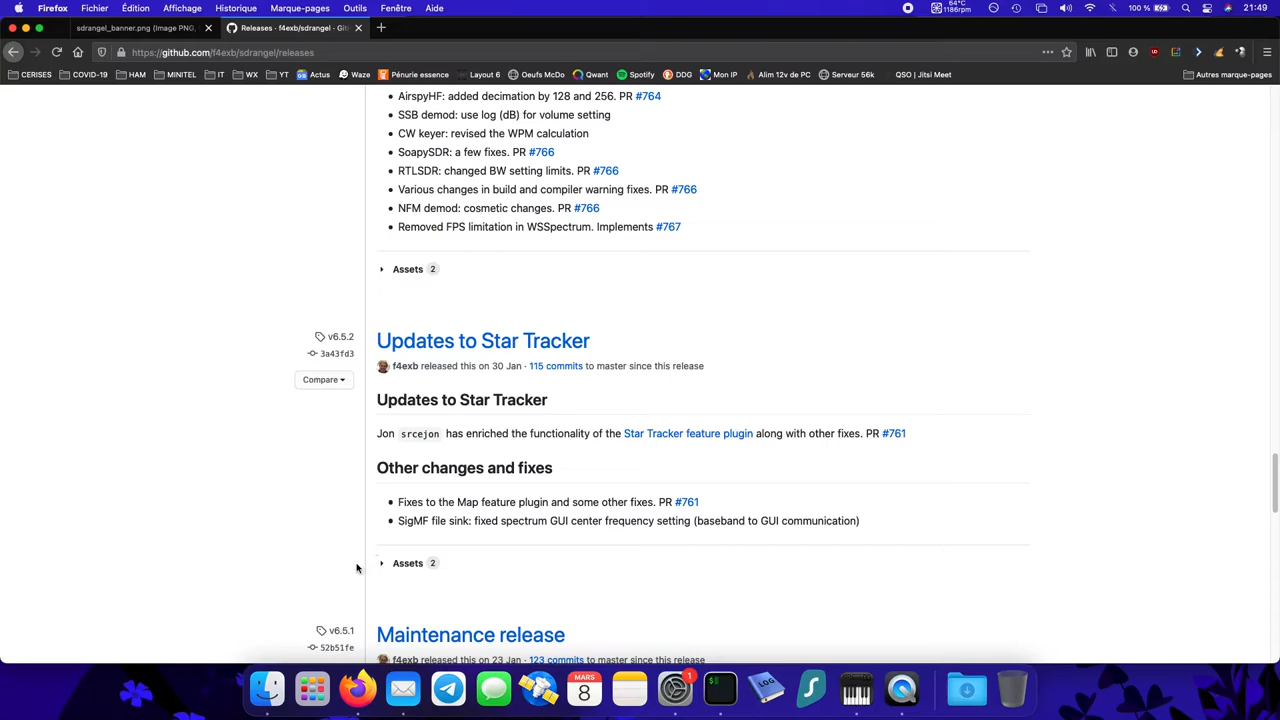 Firefox Fichier Édition Affichage Historique Marque-pages Outils Fenêtre Aide
64°C
1186rpm
100 %
21:49
sdrangel_banner.png (Image PNG,
Releases · f4exb/sdrangel · Git
https://github.com/f4exb/sdrangel/releases
CERISES COVID-19 HAM MINITEL IT WX YT Actus Waze Pénurie essence Layout 6 Oeufs McDo Qwant Spotify DDG Mon IP Alim 12v de PC Serveur 56k QSO | Jitsi Meet Autres marque-pages
• AirspyHF: added decimation by 128 and 256. PR #764
• SSB demod: use log (dB) for volume setting
• CW keyer: revised the WPM calculation
• SoapySDR: a few fixes. PR #766
• RTLSDR: changed BW setting limits. PR #766
• Various changes in build and compiler warning fixes. PR #766
• NFM demod: cosmetic changes. PR #766
• Removed FPS limitation in WSSpectrum. Implements #767
Assets 2
v6.5.2
3a43fd3
Compare
Updates to Star Tracker
f4exb released this on 30 Jan · 115 commits to master since this release
Updates to Star Tracker
Jon srcejon has enriched the functionality of the Star Tracker feature plugin along with other fixes. PR #761
Other changes and fixes
• Fixes to the Map feature plugin and some other fixes. PR #761
• SigMF file sink: fixed spectrum GUI center frequency setting (baseband to GUI communication)
Assets 2
v6.5.1
52b51fe
Maintenance release
f4exb released this on 23 Jan · 123 commits to master since this release
MARS
8
1
$
LOG